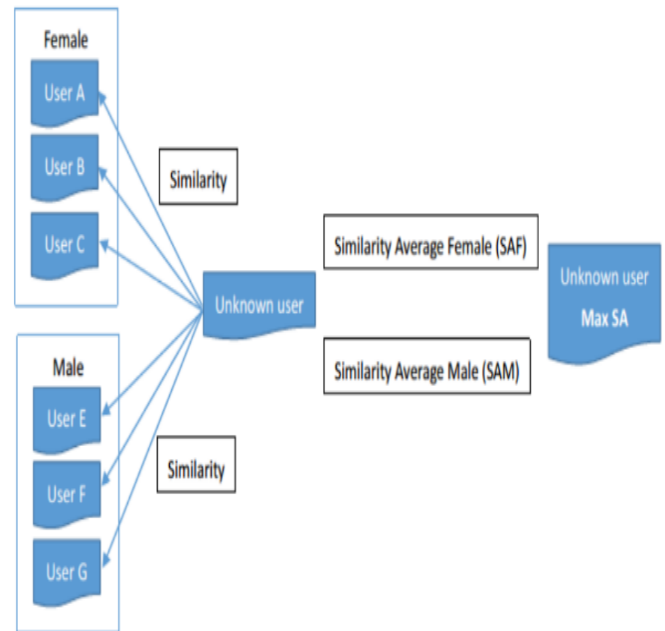 Female
User A
User B
User C
Similarity
Unknown user
Similarity Average Female (SAF)
Similarity Average Male (SAM)
Unknown user
Max SA
Male
User E
User F
User G
Similarity